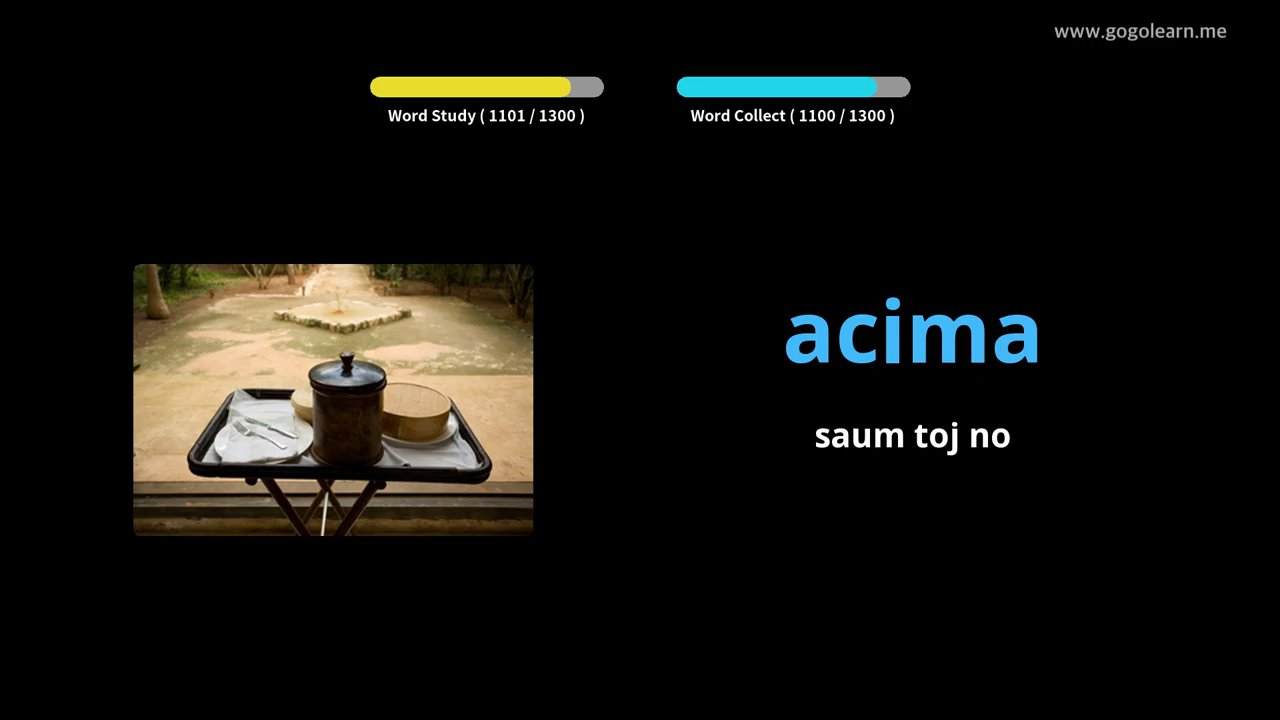 www.gogolearn.me
Word Study ( 1101 / 1300 )
Word Collect ( 1100 / 1300 )
acima
saum toj no